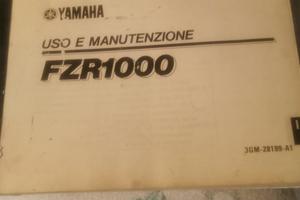 YAMAHA
USO E MANUTENZIONE
FZR1000
3GM-28199-A1